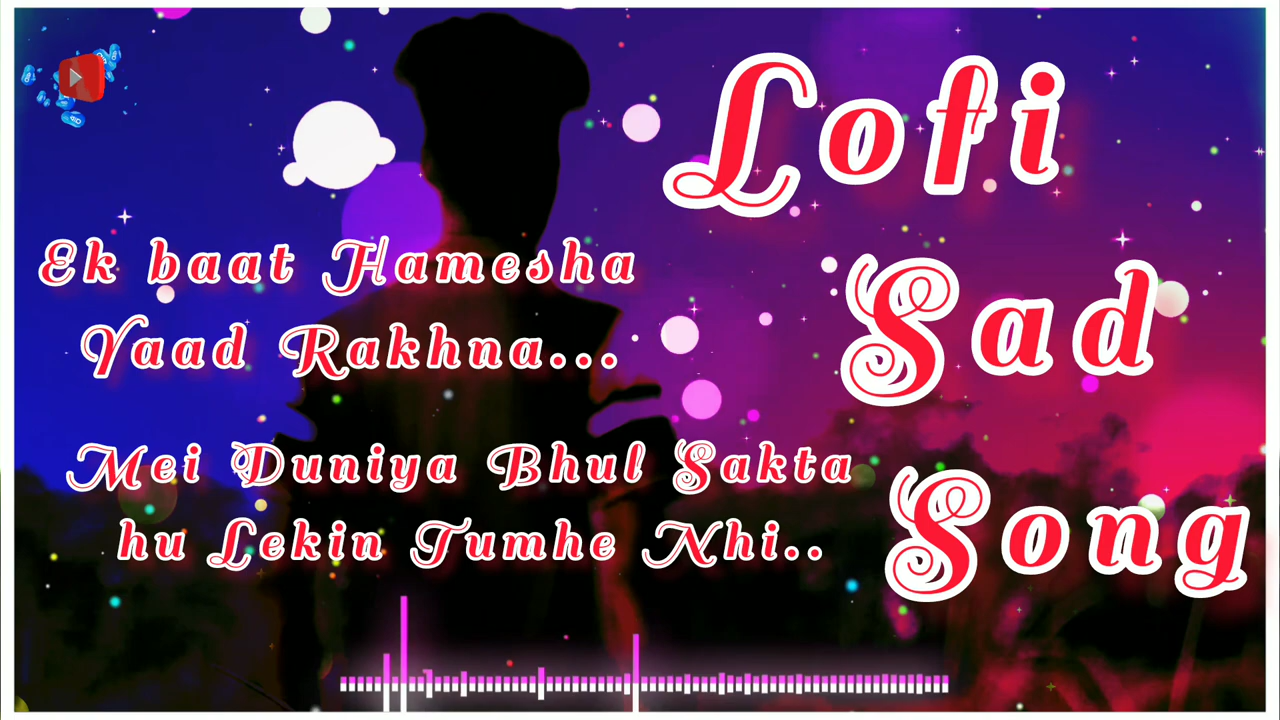 Lofi
Sad
Song
Ek baat Hamesha
Yaad Rakhna...
Mei Duniya Bhul Sakta
hu Lekin Tumhe Nhi..